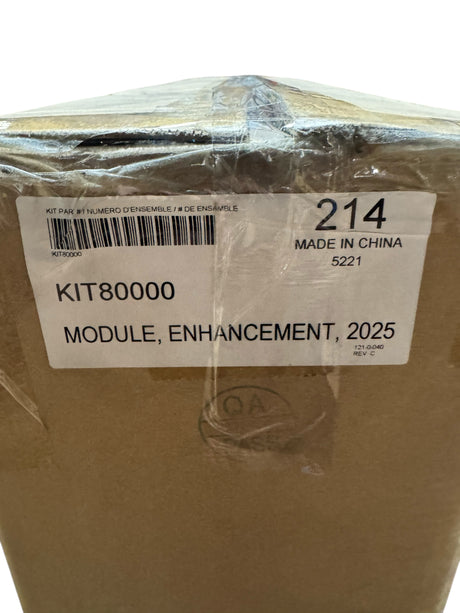 KIT PAR #/ NUMERO D'ENSEMBLE / # DE ENSAMBLE
214
MADE IN CHINA
5221
KIT80000
KIT80000
MODULE, ENHANCEMENT, 2025
121-0-040
REV C
QA